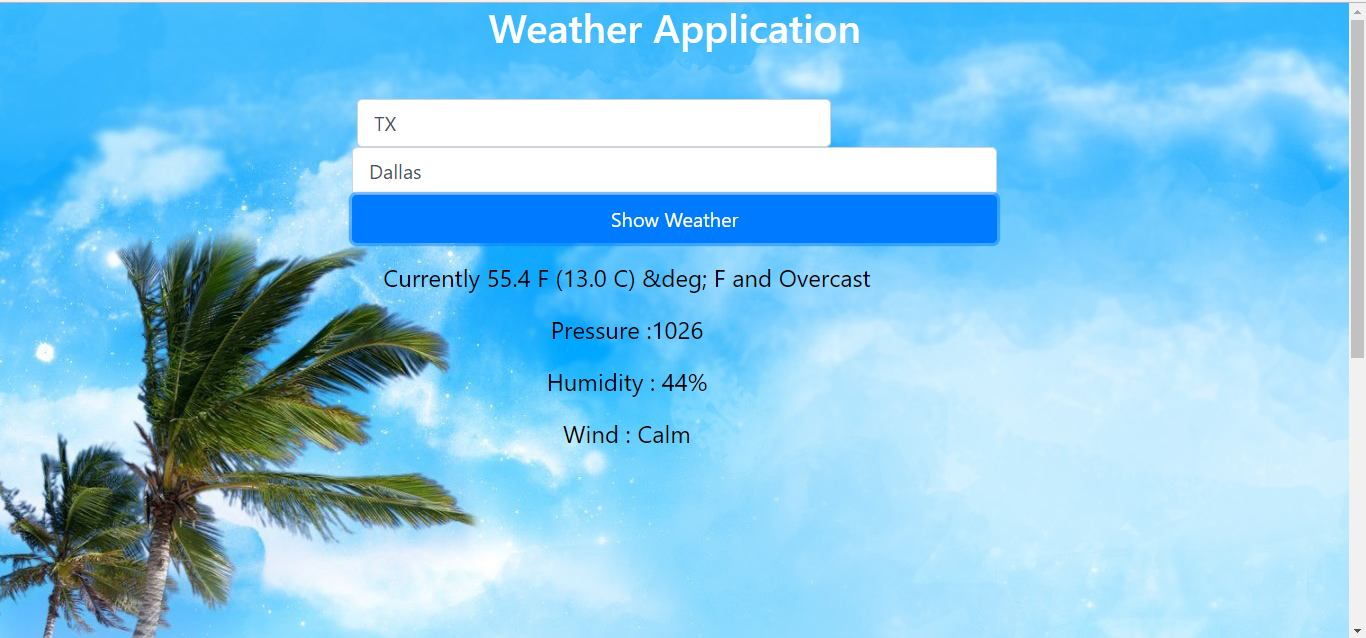 Weather Application
TX
Dallas
Show Weather
Currently 55.4 F (13.0 C) &deg; F and Overcast
Pressure :1026
Humidity : 44%
Wind : Calm